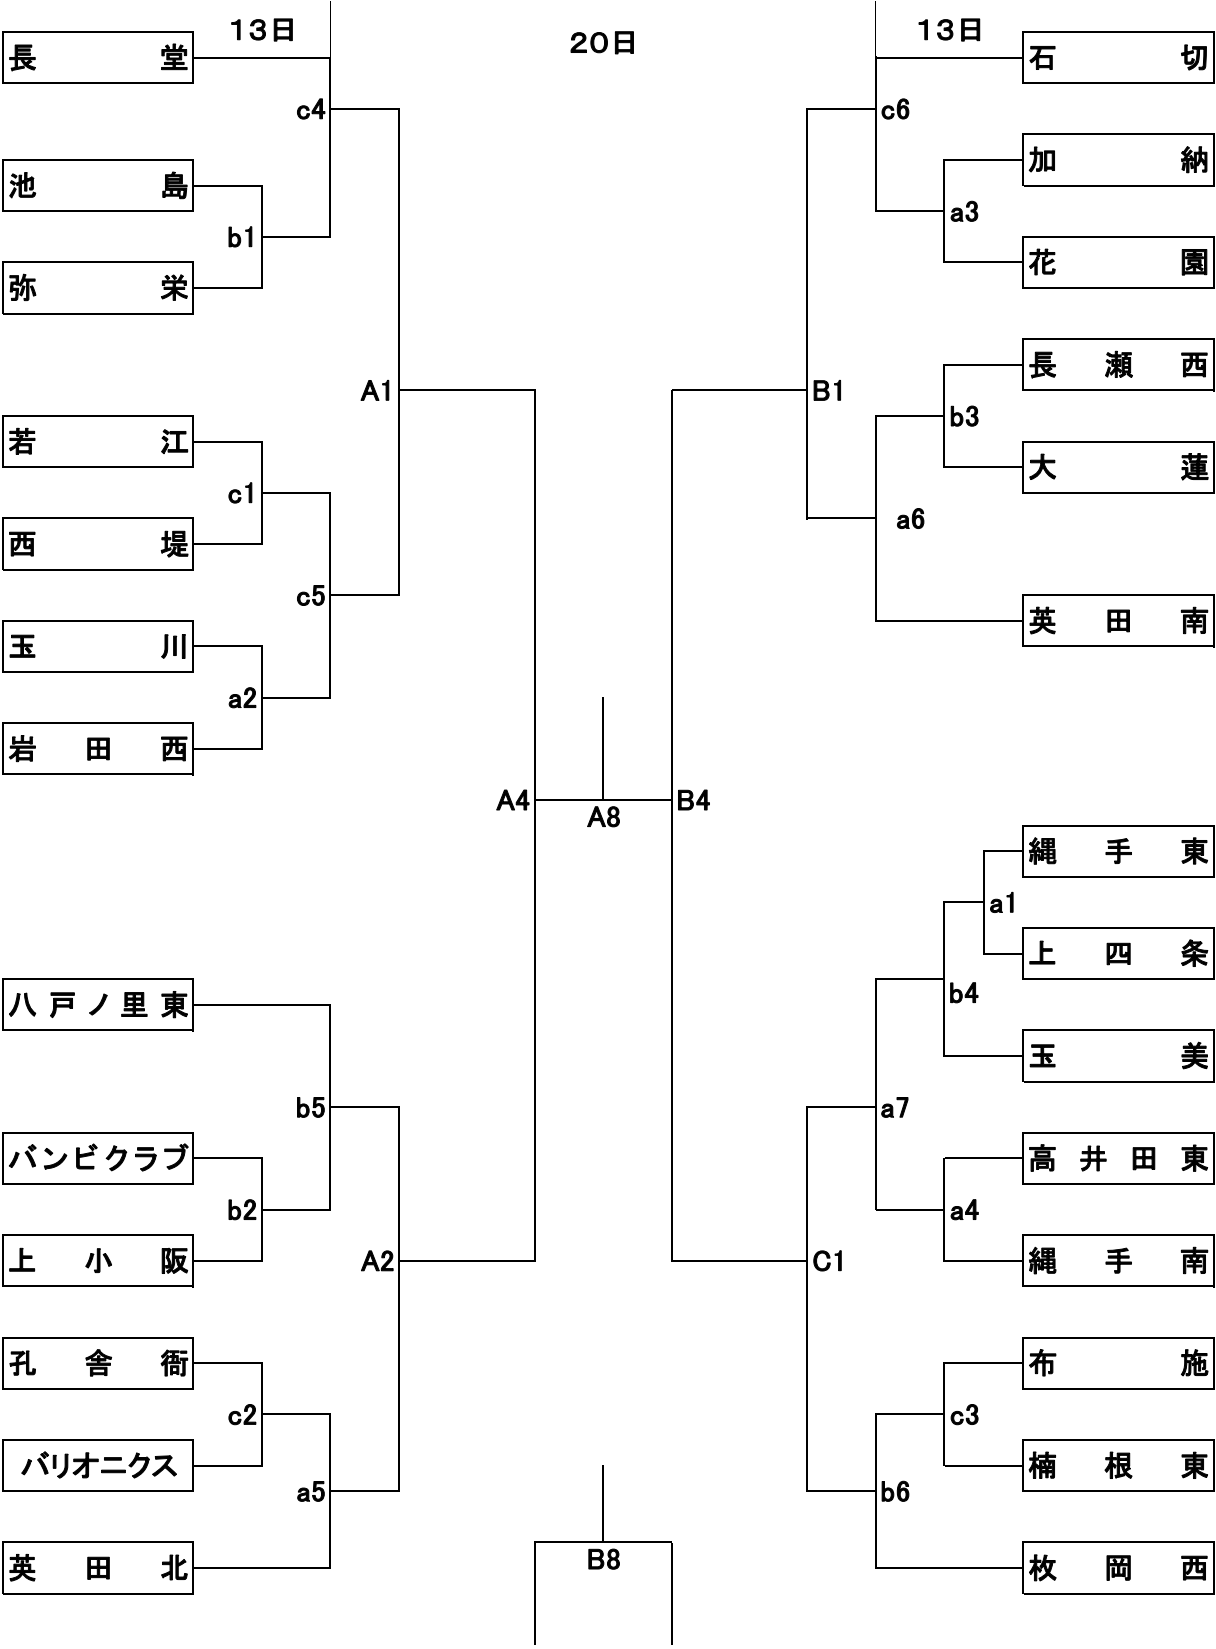 13日
20日
13日
長堂
石切
c4
c6
加納
池島
a3
b1
花園
弥栄
長瀬西
A1
B1
b3
若江
大蓮
c1
a6
西堤
c5
英田南
玉川
a2
岩田西
A4
B4
A8
縄手東
a1
上四条
b4
八戸ノ里東
玉美
b5
a7
バンビクラブ
高井田東
b2
a4
上小阪
A2
C1
縄手南
孔舎衙
布施
c2
c3
バリオニクス
楠根東
a5
b6
B8
英田北
枚岡西